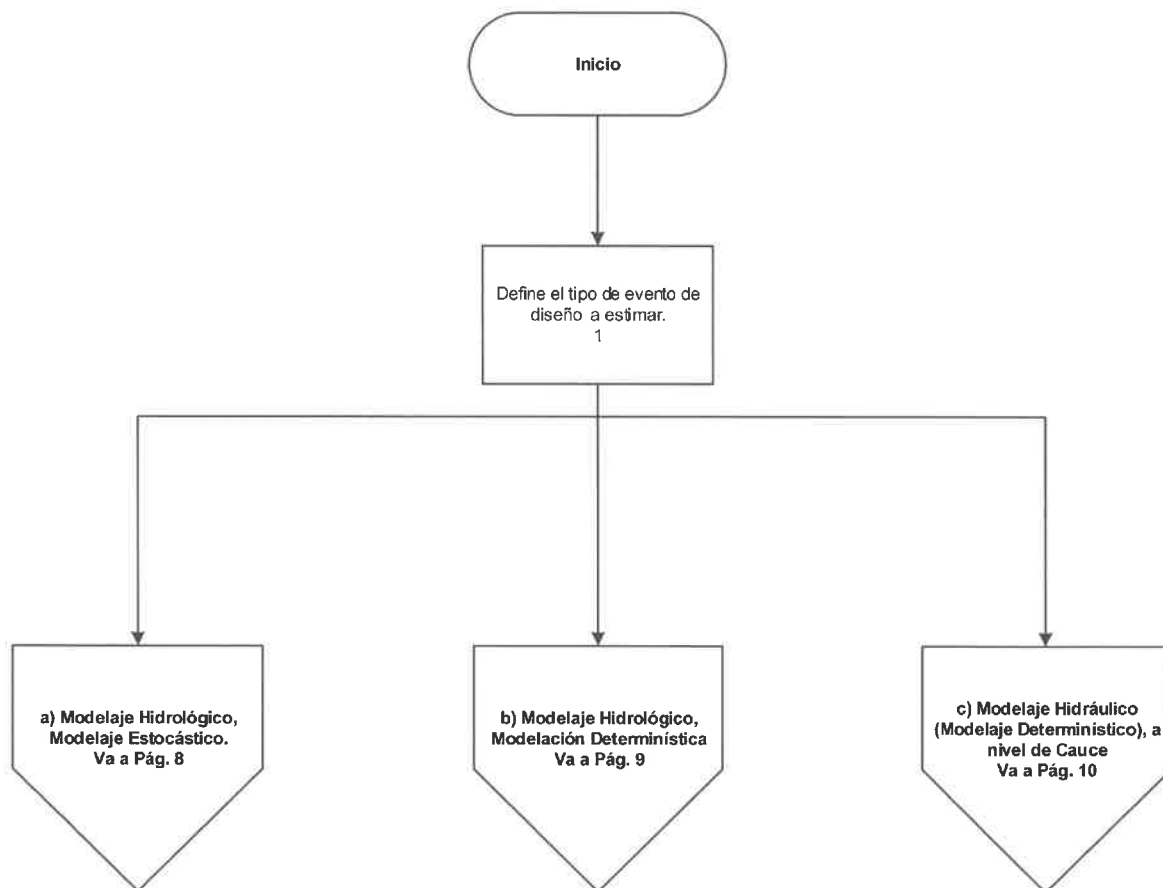 Inicio
Define el tipo de evento de
diseño a estimar.
1
a) Modelaje Hidrológico,
Modelaje Estocástico.
Va a Pág. 8
b) Modelaje Hidrológico,
Modelación Determinística
Va a Pág. 9
c) Modelaje Hidráulico
(Modelaje Determinístico), a
nivel de Cauce
Va a Pág. 10